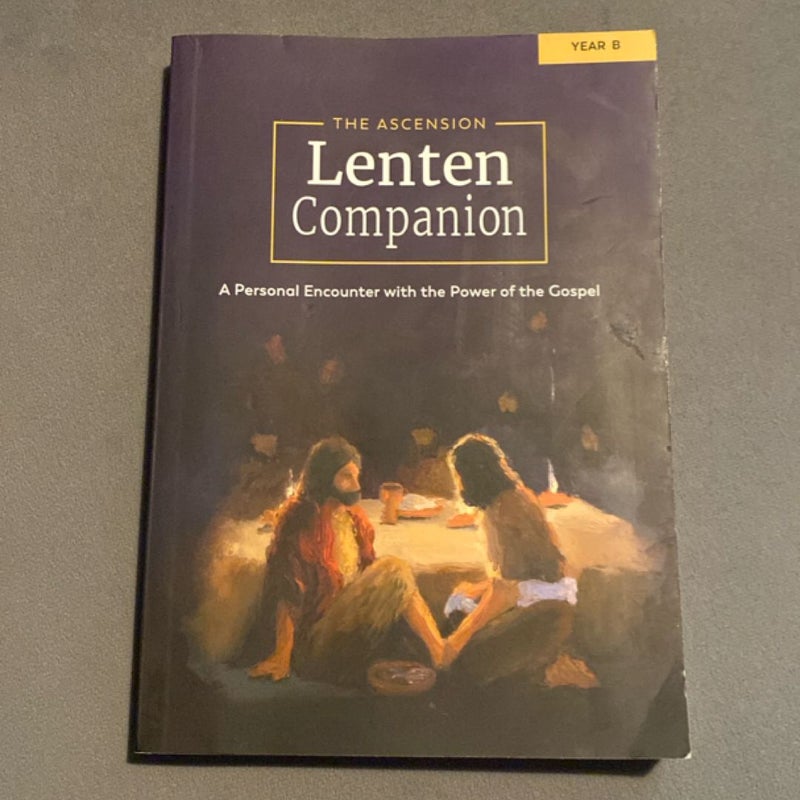 YEAR B
THE ASCENSION
Lenten
Companion
A Personal Encounter with the Power of the Gospel